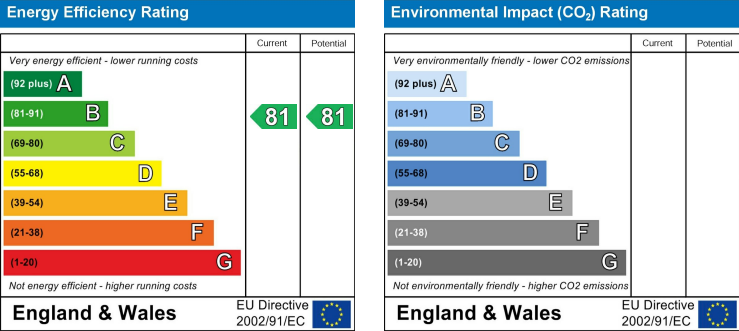 Energy Efficiency Rating
Current Potential
Very energy efficient - lower running costs
(92 plus) A
(81-91) B 81 81
(69-80) C
(55-68) D
(39-54) E
(21-38) F
(1-20) G
Not energy efficient - higher running costs
England & Wales
EU Directive
2002/91/EC
Environmental Impact (CO₂) Rating
Current Potential
Very environmentally friendly - lower CO2 emissions
(92 plus) A
(81-91) B
(69-80) C
(55-68) D
(39-54) E
(21-38) F
(1-20) G
Not environmentally friendly - higher CO2 emissions
England & Wales
EU Directive
2002/91/EC